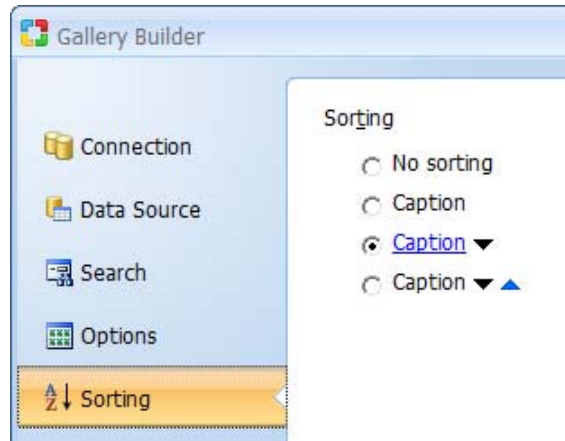 Gallery Builder
Connection
Data Source
Search
Options
Sorting
Sorting
No sorting
Caption
Caption
Caption